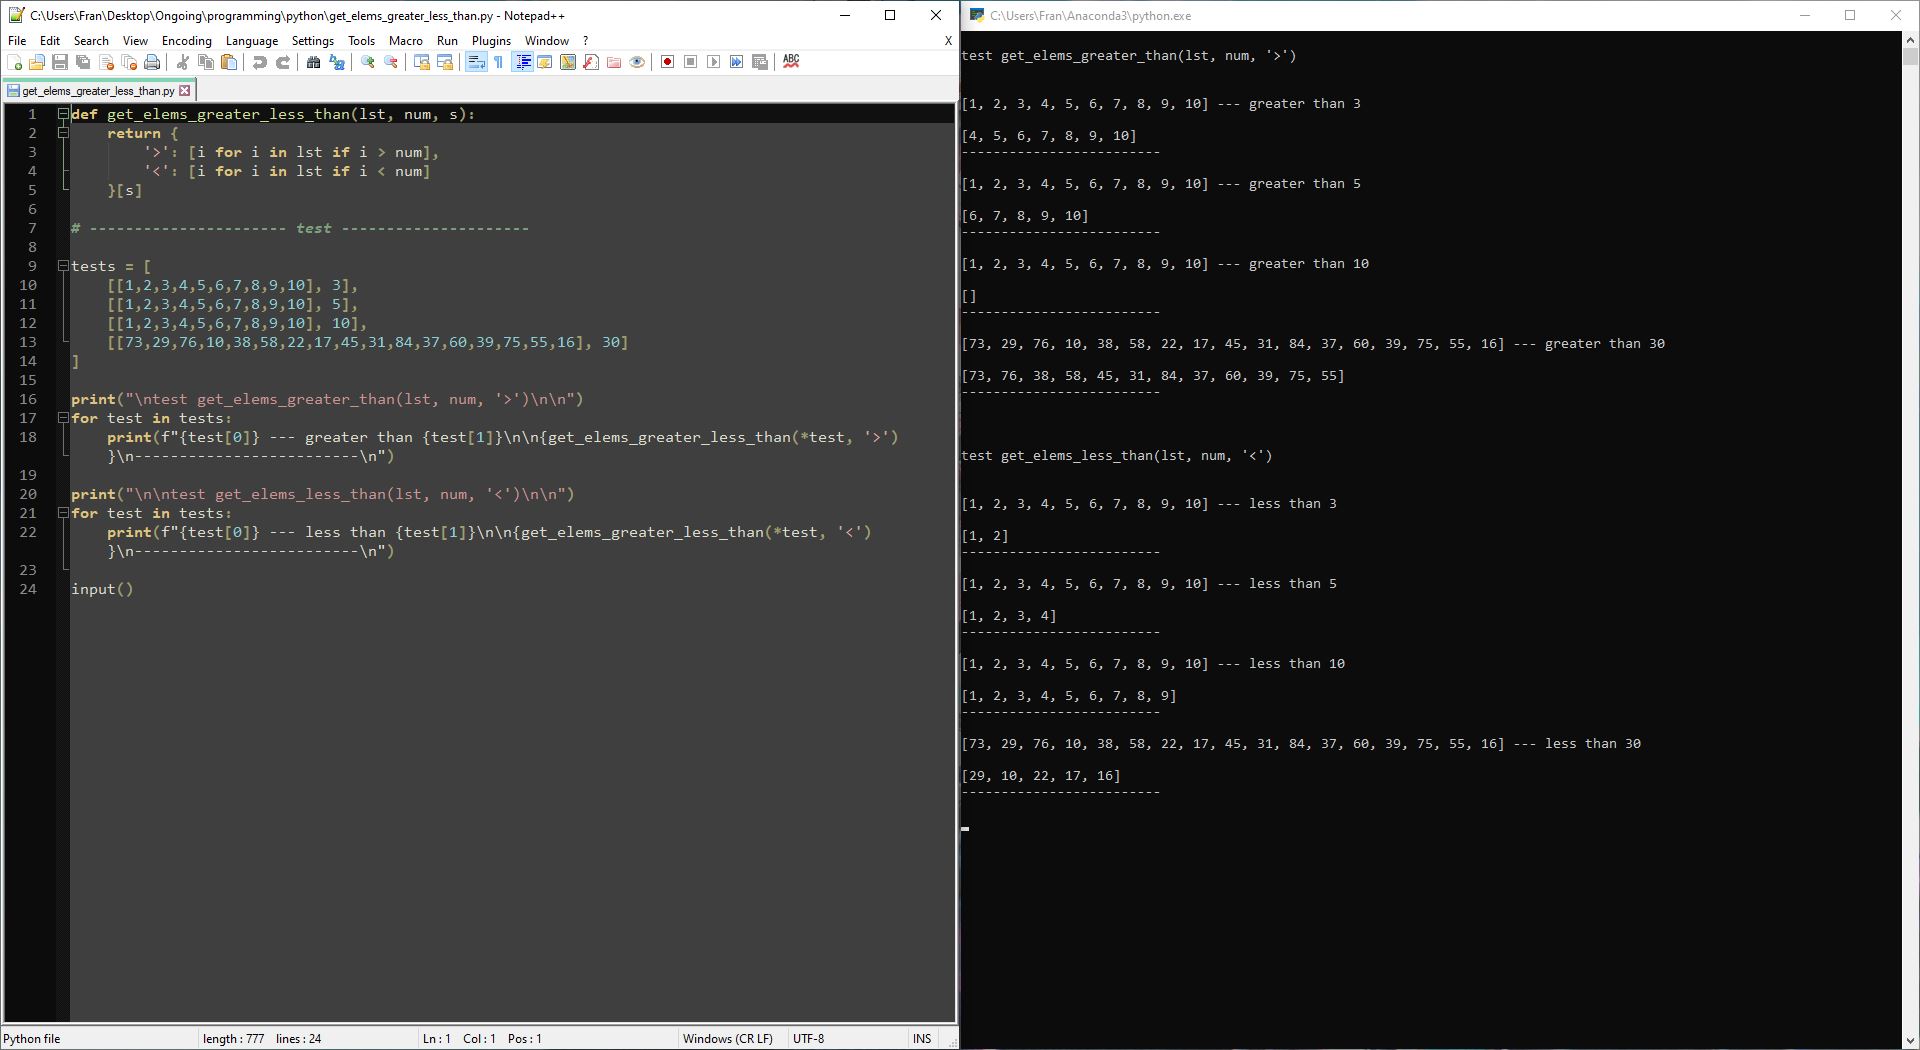 C:\Users\Fran\Desktop\Ongoing\programming\python\get_elems_greater_less_than.py - Notepad++
File Edit Search View Encoding Language Settings Tools Macro Run Plugins Window ? X
ABC
get_elems_greater_less_than.py
1 def get_elems_greater_less_than(lst, num, s):
2     return {
3         '>': [i for i in lst if i > num],
4         '<': [i for i in lst if i < num]
5     }[s]
6
7 # ---------------------- test ---------------------
8
9 tests = [
10     [[1,2,3,4,5,6,7,8,9,10], 3],
11     [[1,2,3,4,5,6,7,8,9,10], 5],
12     [[1,2,3,4,5,6,7,8,9,10], 10],
13     [[73,29,76,10,38,58,22,17,45,31,84,37,60,39,75,55,16], 30]
14 ]
15
16 print("\ntest get_elems_greater_than(lst, num, '>')\n\n")
17 for test in tests:
18     print(f"{test[0]} --- greater than {test[1]}\n\n{get_elems_greater_less_than(*test, '>')
    }\n-------------------------\n")
19
20 print("\n\ntest get_elems_less_than(lst, num, '<')\n\n")
21 for test in tests:
22     print(f"{test[0]} --- less than {test[1]}\n\n{get_elems_greater_less_than(*test, '<')
    }\n-------------------------\n")
23
24 input()
Python file length : 777 lines : 24 Ln : 1 Col : 1 Pos : 1 Windows (CR LF) UTF-8 INS
C:\Users\Fran\Anaconda3\python.exe
test get_elems_greater_than(lst, num, '>')
[1, 2, 3, 4, 5, 6, 7, 8, 9, 10] --- greater than 3
[4, 5, 6, 7, 8, 9, 10]
-------------------------
[1, 2, 3, 4, 5, 6, 7, 8, 9, 10] --- greater than 5
[6, 7, 8, 9, 10]
-------------------------
[1, 2, 3, 4, 5, 6, 7, 8, 9, 10] --- greater than 10
[]
-------------------------
[73, 29, 76, 10, 38, 58, 22, 17, 45, 31, 84, 37, 60, 39, 75, 55, 16] --- greater than 30
[73, 76, 38, 58, 45, 31, 84, 37, 60, 39, 75, 55]
-------------------------
test get_elems_less_than(lst, num, '<')
[1, 2, 3, 4, 5, 6, 7, 8, 9, 10] --- less than 3
[1, 2]
-------------------------
[1, 2, 3, 4, 5, 6, 7, 8, 9, 10] --- less than 5
[1, 2, 3, 4]
-------------------------
[1, 2, 3, 4, 5, 6, 7, 8, 9, 10] --- less than 10
[1, 2, 3, 4, 5, 6, 7, 8, 9]
-------------------------
[73, 29, 76, 10, 38, 58, 22, 17, 45, 31, 84, 37, 60, 39, 75, 55, 16] --- less than 30
[29, 10, 22, 17, 16]
-------------------------